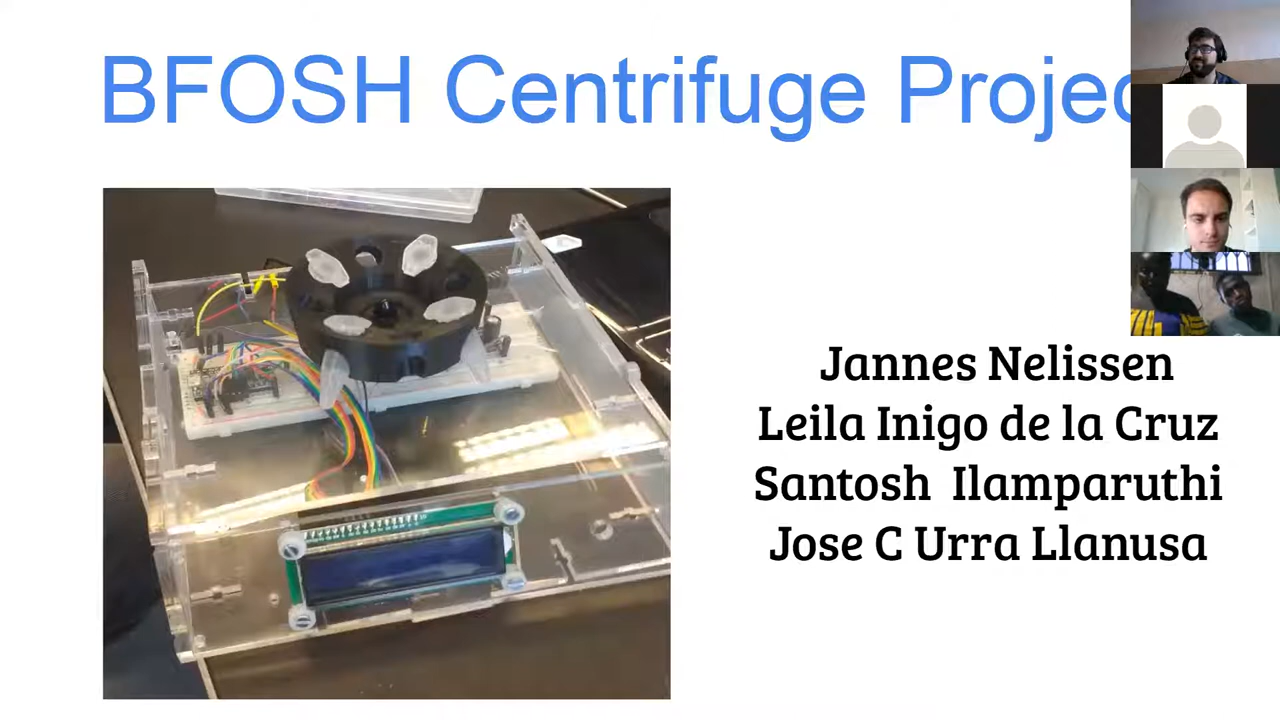 BFOSH Centrifuge Projec
Jannes Nelissen
Leila Inigo de la Cruz
Santosh Ilamparuthi
Jose C Urra Llanusa